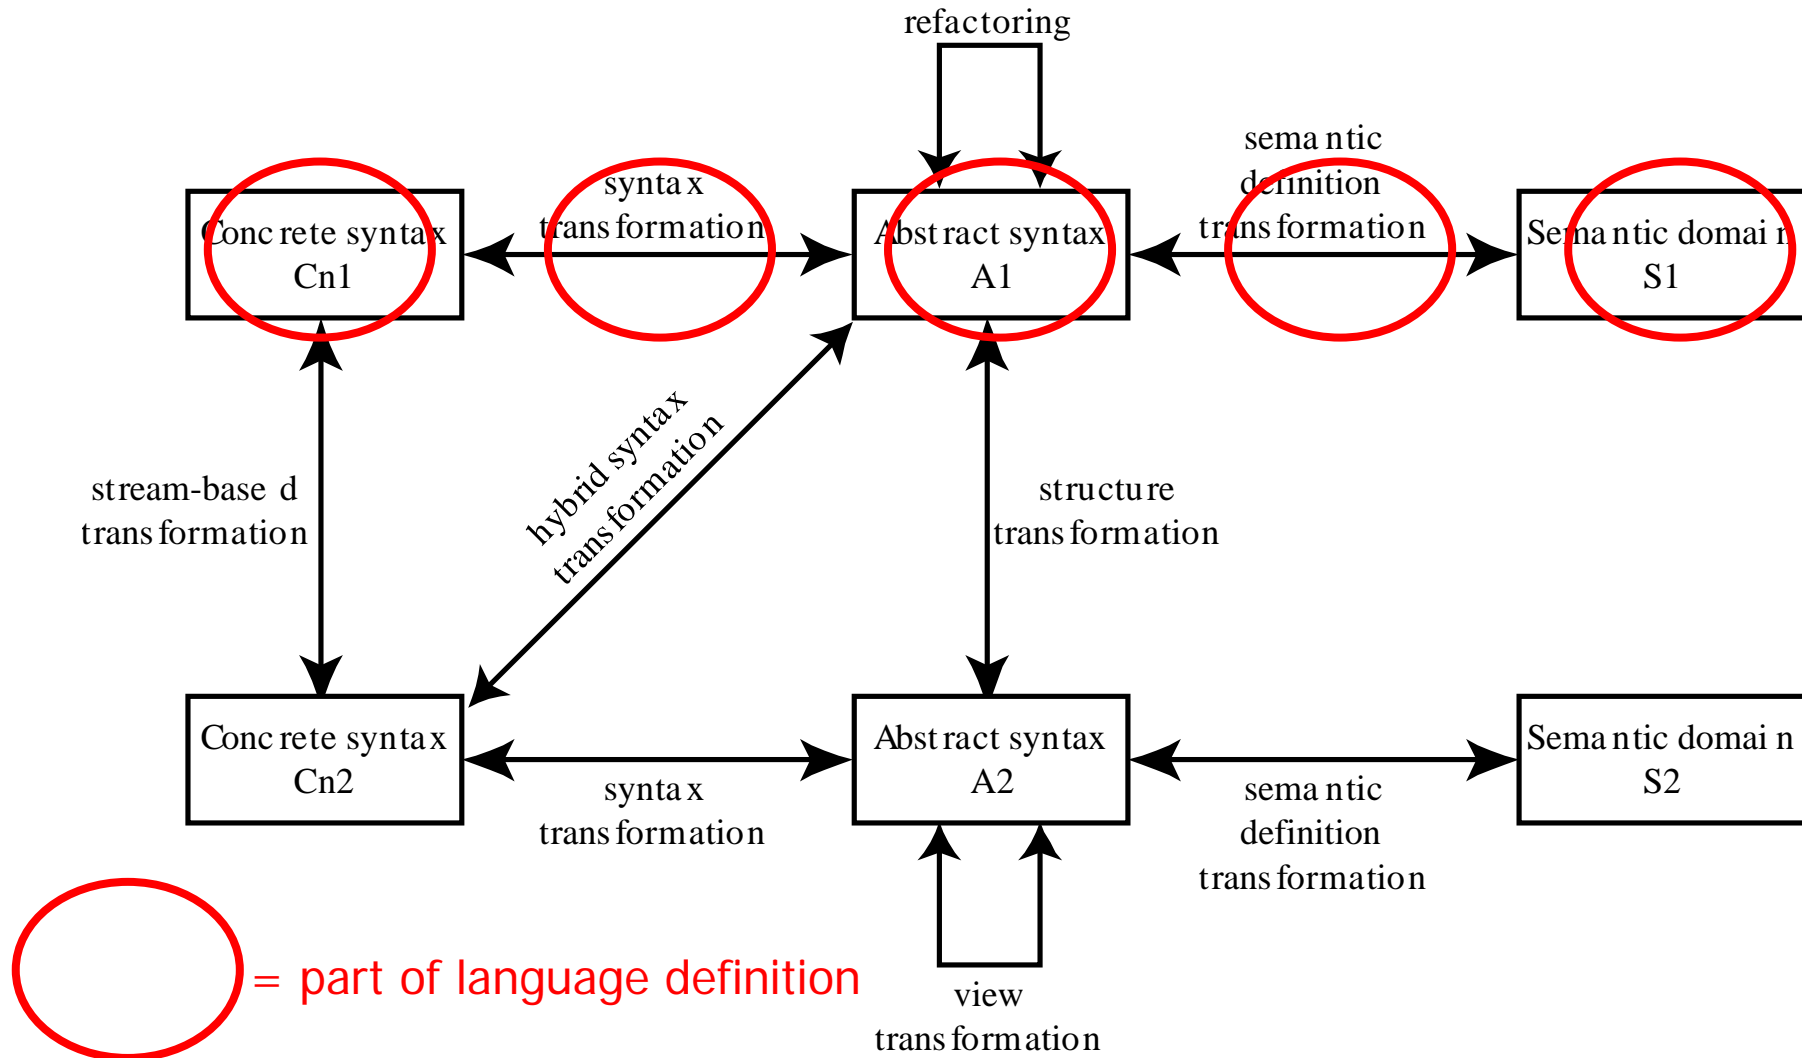 refactoring
semantic
definition
transformation
syntax
transformation
Concrete syntax
Cn1
Abstract syntax
A1
Semantic domain
S1
hybrid syntax
transformation
stream-based
transformation
structure
transformation
Concrete syntax
Cn2
Abstract syntax
A2
Semantic domain
S2
syntax
transformation
semantic
definition
transformation
= part of language definition
view
transformation